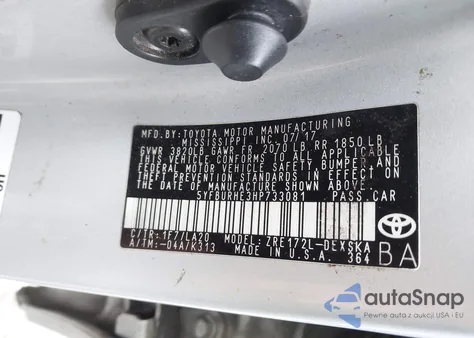 MFD.BY:TOYOTA MOTOR MANUFACTURING
MISSISSIPPI, INC. 07/17
GVWR 3820LB GAWR FR 2070 LB RR 1850LB
THIS VEHICLE CONFORMS TO ALL APPLICABLE
FEDERAL MOTOR VEHICLE SAFETY, BUMPER, AND
THEFT PREVENTION STANDARDS IN EFFECT ON
THE DATE OF MANUFACTURE SHOWN ABOVE.
5YFBURHE3HP733081 PASS.CAR
C/TR:1F7/LA20 MODEL:ZRE172L-DEXSKA
A/TM:-04A/K313 MADE IN U.S.A. 364
BA
autoSnap
Pewne auta z aukcji USA i EU